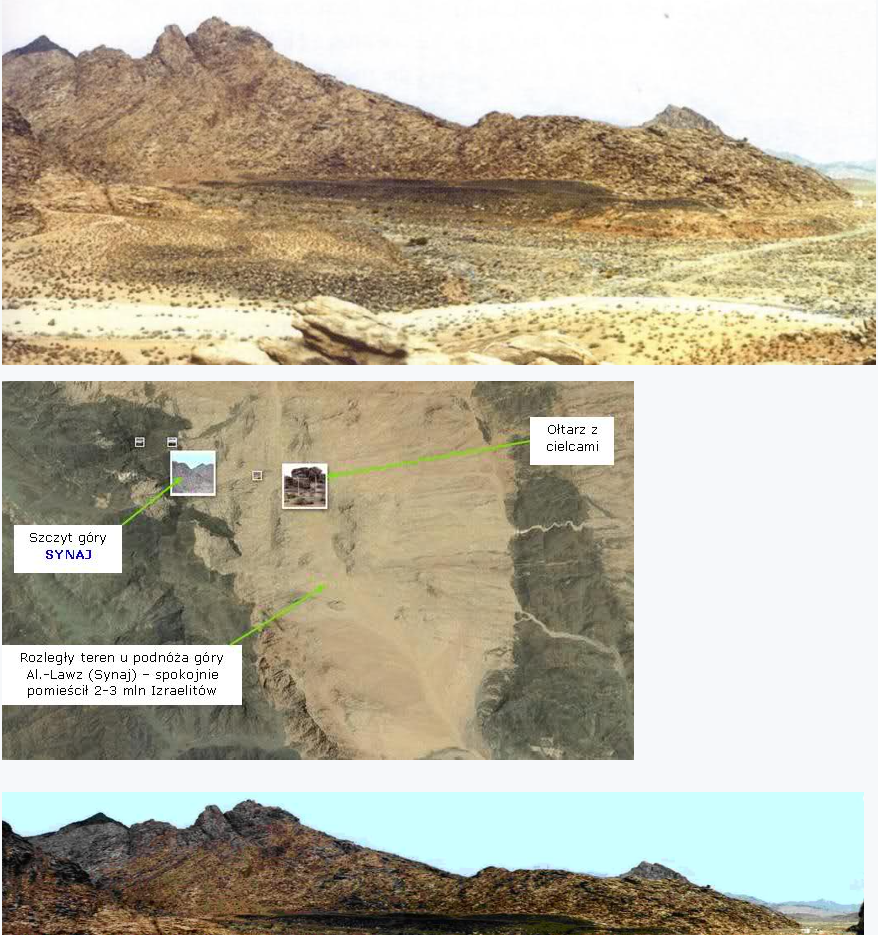 Ołtarz z
cielcami
Szczyt góry
SYNAJ
Rozległy teren u podnóża góry
Al.-Lawz (Synaj) – spokojnie
pomieścił 2-3 mln Izraelitów